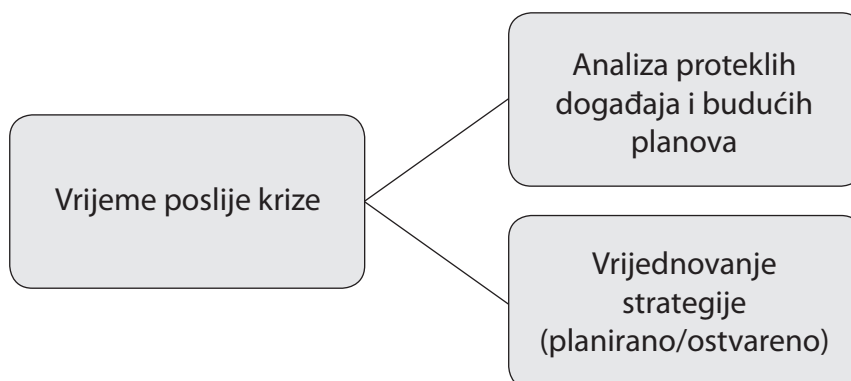 Vrijeme poslije krize
Analiza proteklih
događaja i budućih
planova
Vrijednovanje
strategije
(planirano/ostvareno)